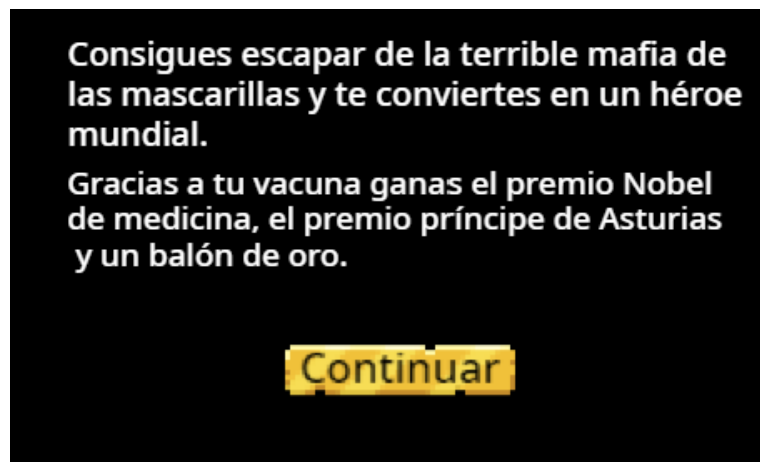 Consigues escapar de la terrible mafia de
las mascarillas y te conviertes en un héroe
mundial.
Gracias a tu vacuna ganas el premio Nobel
de medicina, el premio príncipe de Asturias
y un balón de oro.
Continuar